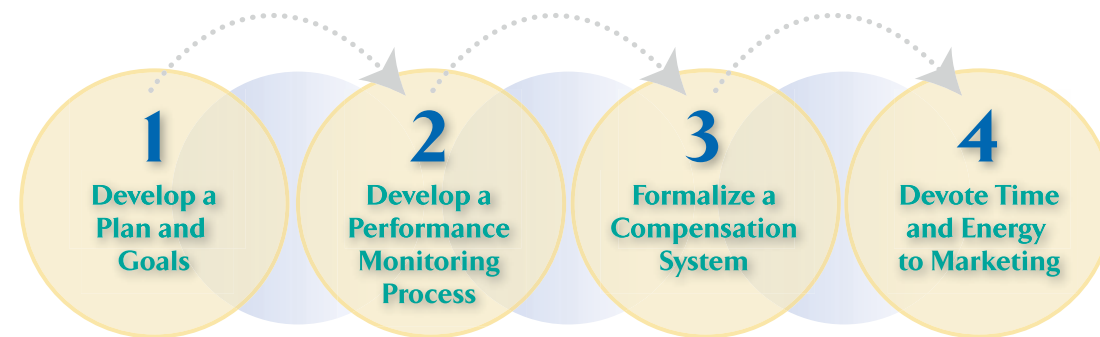 1
Develop a
Plan and
Goals
2
Develop a
Performance
Monitoring
Process
3
Formalize a
Compensation
System
4
Devote Time
and Energy
to Marketing